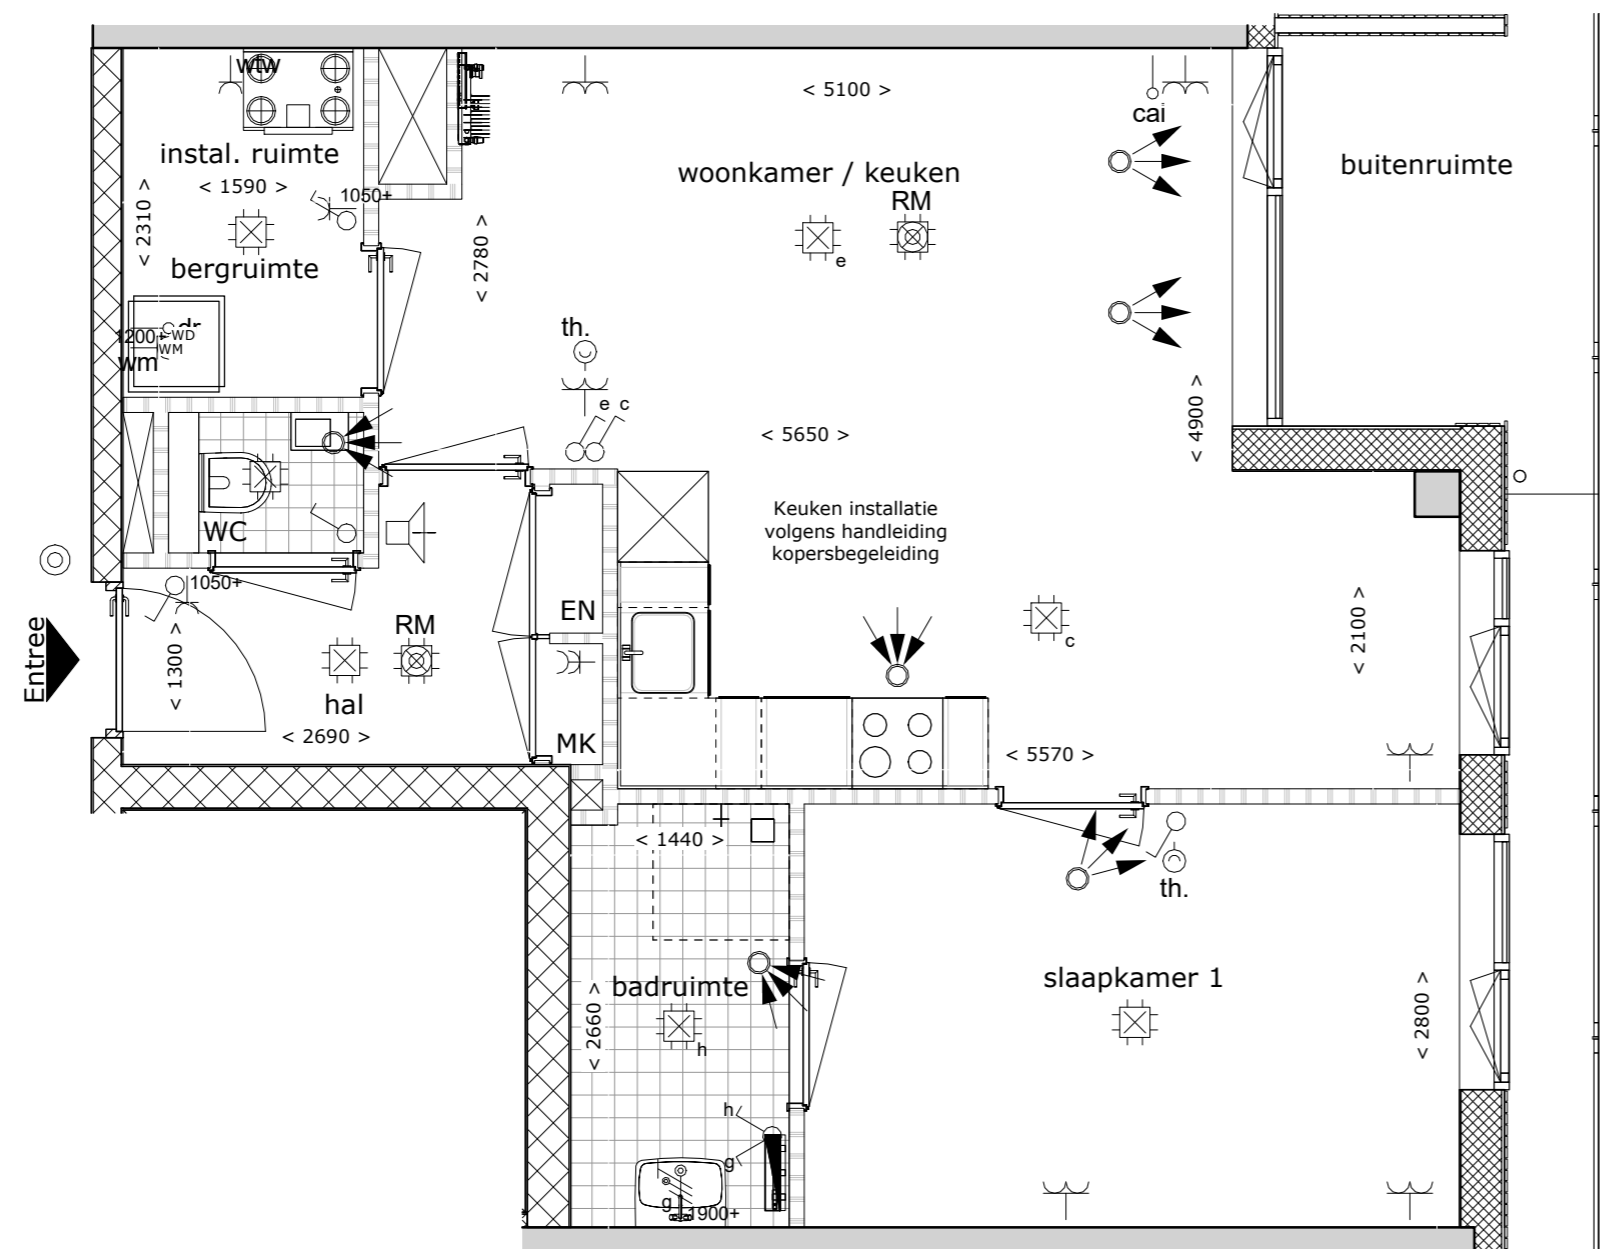 wtw
< 5100 >
cai
instal. ruimte
< 1590 >
1050+
woonkamer / keuken
RM
buitenruimte
< 2310 >
< 2780 >
e
bergruimte
th.
dr
1200+
WD
WM
wm
e c
< 5650 >
< 4900 >
Keuken installatie
volgens handleiding
kopersbegeleiding
WC
1050+
EN
RM
Entree
< 1300 >
hal
< 2690 >
MK
c
< 2100 >
< 5570 >
< 1440 >
th.
badruimte
slaapkamer 1
< 2660 >
h
< 2800 >
h
g
g
1900+